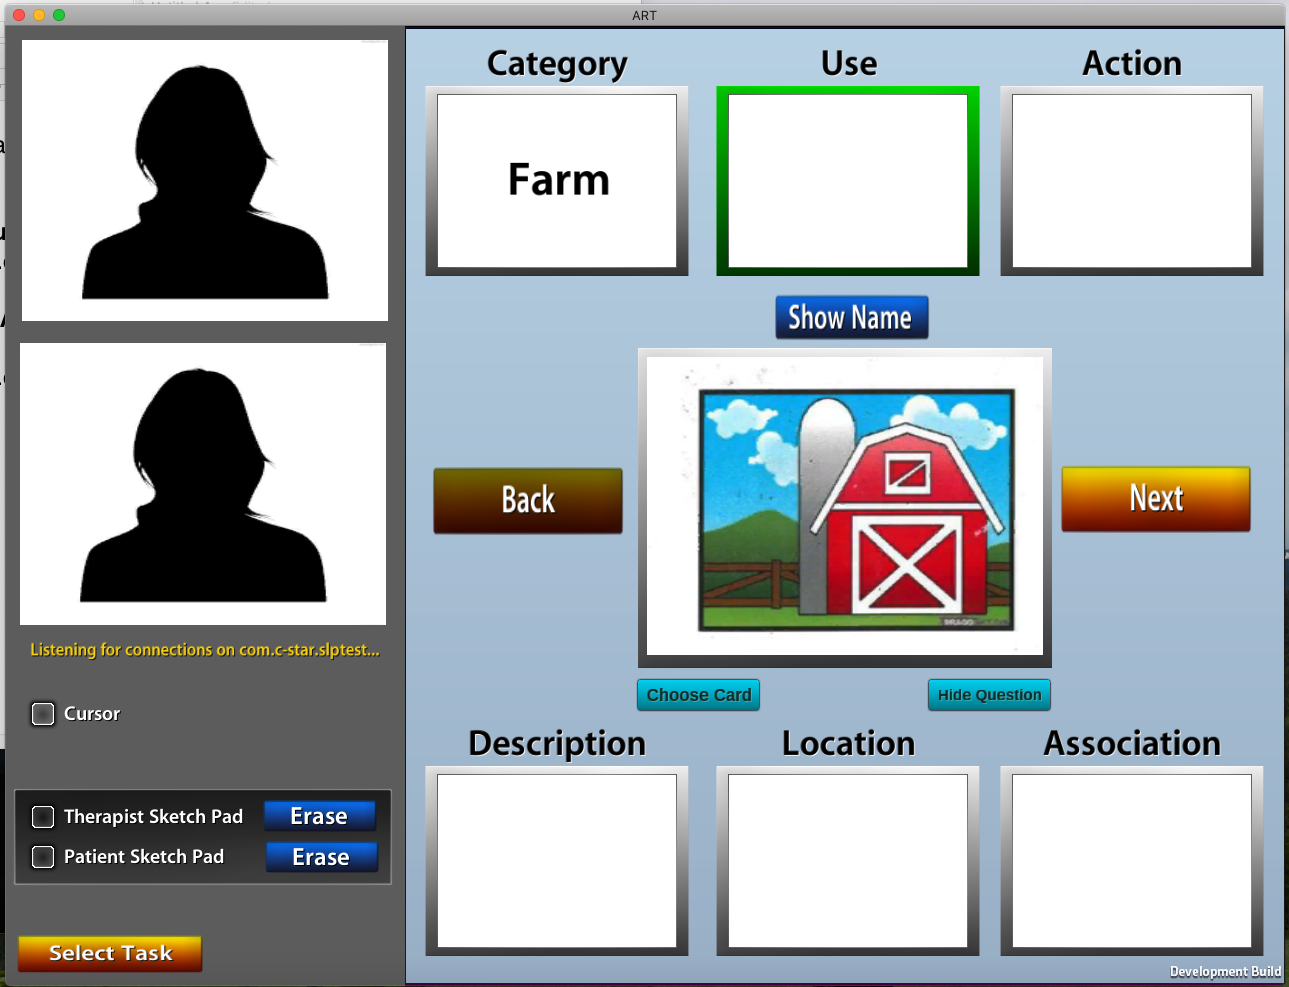 ART
Category
Use
Action
Farm
Show Name
Back
Next
Choose Card
Hide Question
Description
Location
Association
Development Build
Listening for connections on com.c-star.slptest...
Cursor
Therapist Sketch Pad
Erase
Patient Sketch Pad
Erase
Select Task